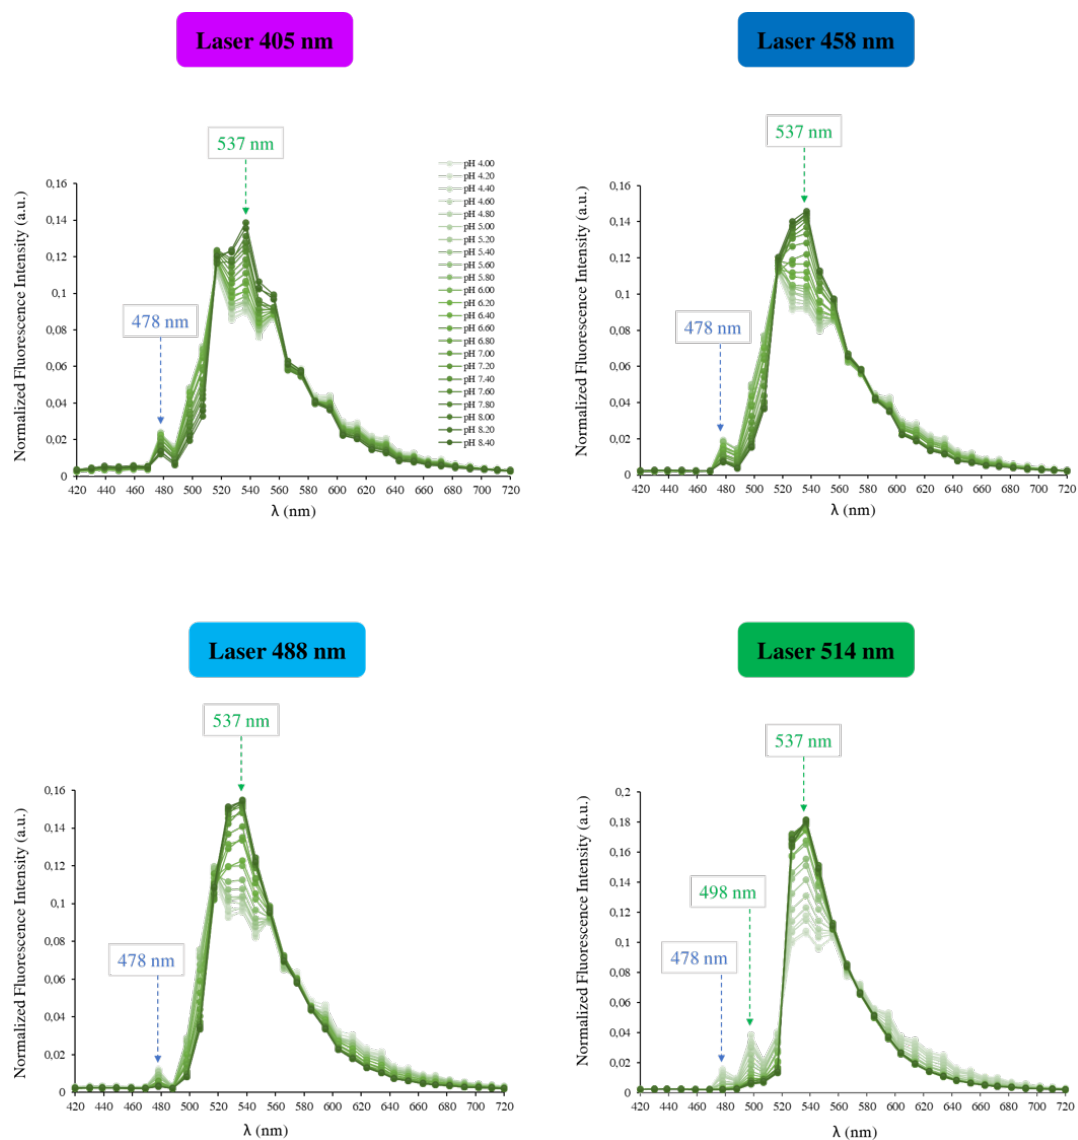 Laser 405 nm
Laser 458 nm
537 nm
478 nm
Normalized Fluorescence Intensity (a.u.)
0,16
0,14
0,12
0,1
0,08
0,06
0,04
0,02
0
420 440 460 480 500 520 540 560 580 600 620 640 660 680 700 720
λ (nm)
pH 4.00
pH 4.20
pH 4.40
pH 4.60
pH 4.80
pH 5.00
pH 5.20
pH 5.40
pH 5.60
pH 5.80
pH 6.00
pH 6.20
pH 6.40
pH 6.60
pH 6.80
pH 7.00
pH 7.20
pH 7.40
pH 7.60
pH 7.80
pH 8.00
pH 8.20
pH 8.40
537 nm
478 nm
Normalized Fluorescence Intensity (a.u.)
0,16
0,14
0,12
0,1
0,08
0,06
0,04
0,02
0
420 440 460 480 500 520 540 560 580 600 620 640 660 680 700 720
λ (nm)
Laser 488 nm
Laser 514 nm
537 nm
478 nm
Normalized Fluorescence Intensity (a.u.)
0,16
0,14
0,12
0,1
0,08
0,06
0,04
0,02
0
420 440 460 480 500 520 540 560 580 600 620 640 660 680 700 720
λ (nm)
537 nm
498 nm
478 nm
Normalized Fluorescence Intensity (a.u.)
0,2
0,18
0,16
0,14
0,12
0,1
0,08
0,06
0,04
0,02
0
420 440 460 480 500 520 540 560 580 600 620 640 660 680 700 720
λ (nm)